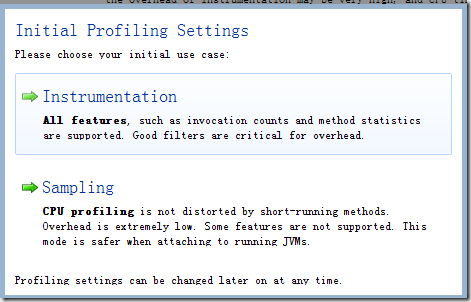 the overhead of instrumentation may be very high, and CPU ti
Initial Profiling Settings
Please choose your initial use case:
Instrumentation
All features, such as invocation counts and method statistics
are supported. Good filters are critical for overhead.
Sampling
CPU profiling is not distorted by short-running methods.
Overhead is extremely low. Some features are not supported. This
mode is safer when attaching to running JVMs.
Profiling settings can be changed later on at any time.